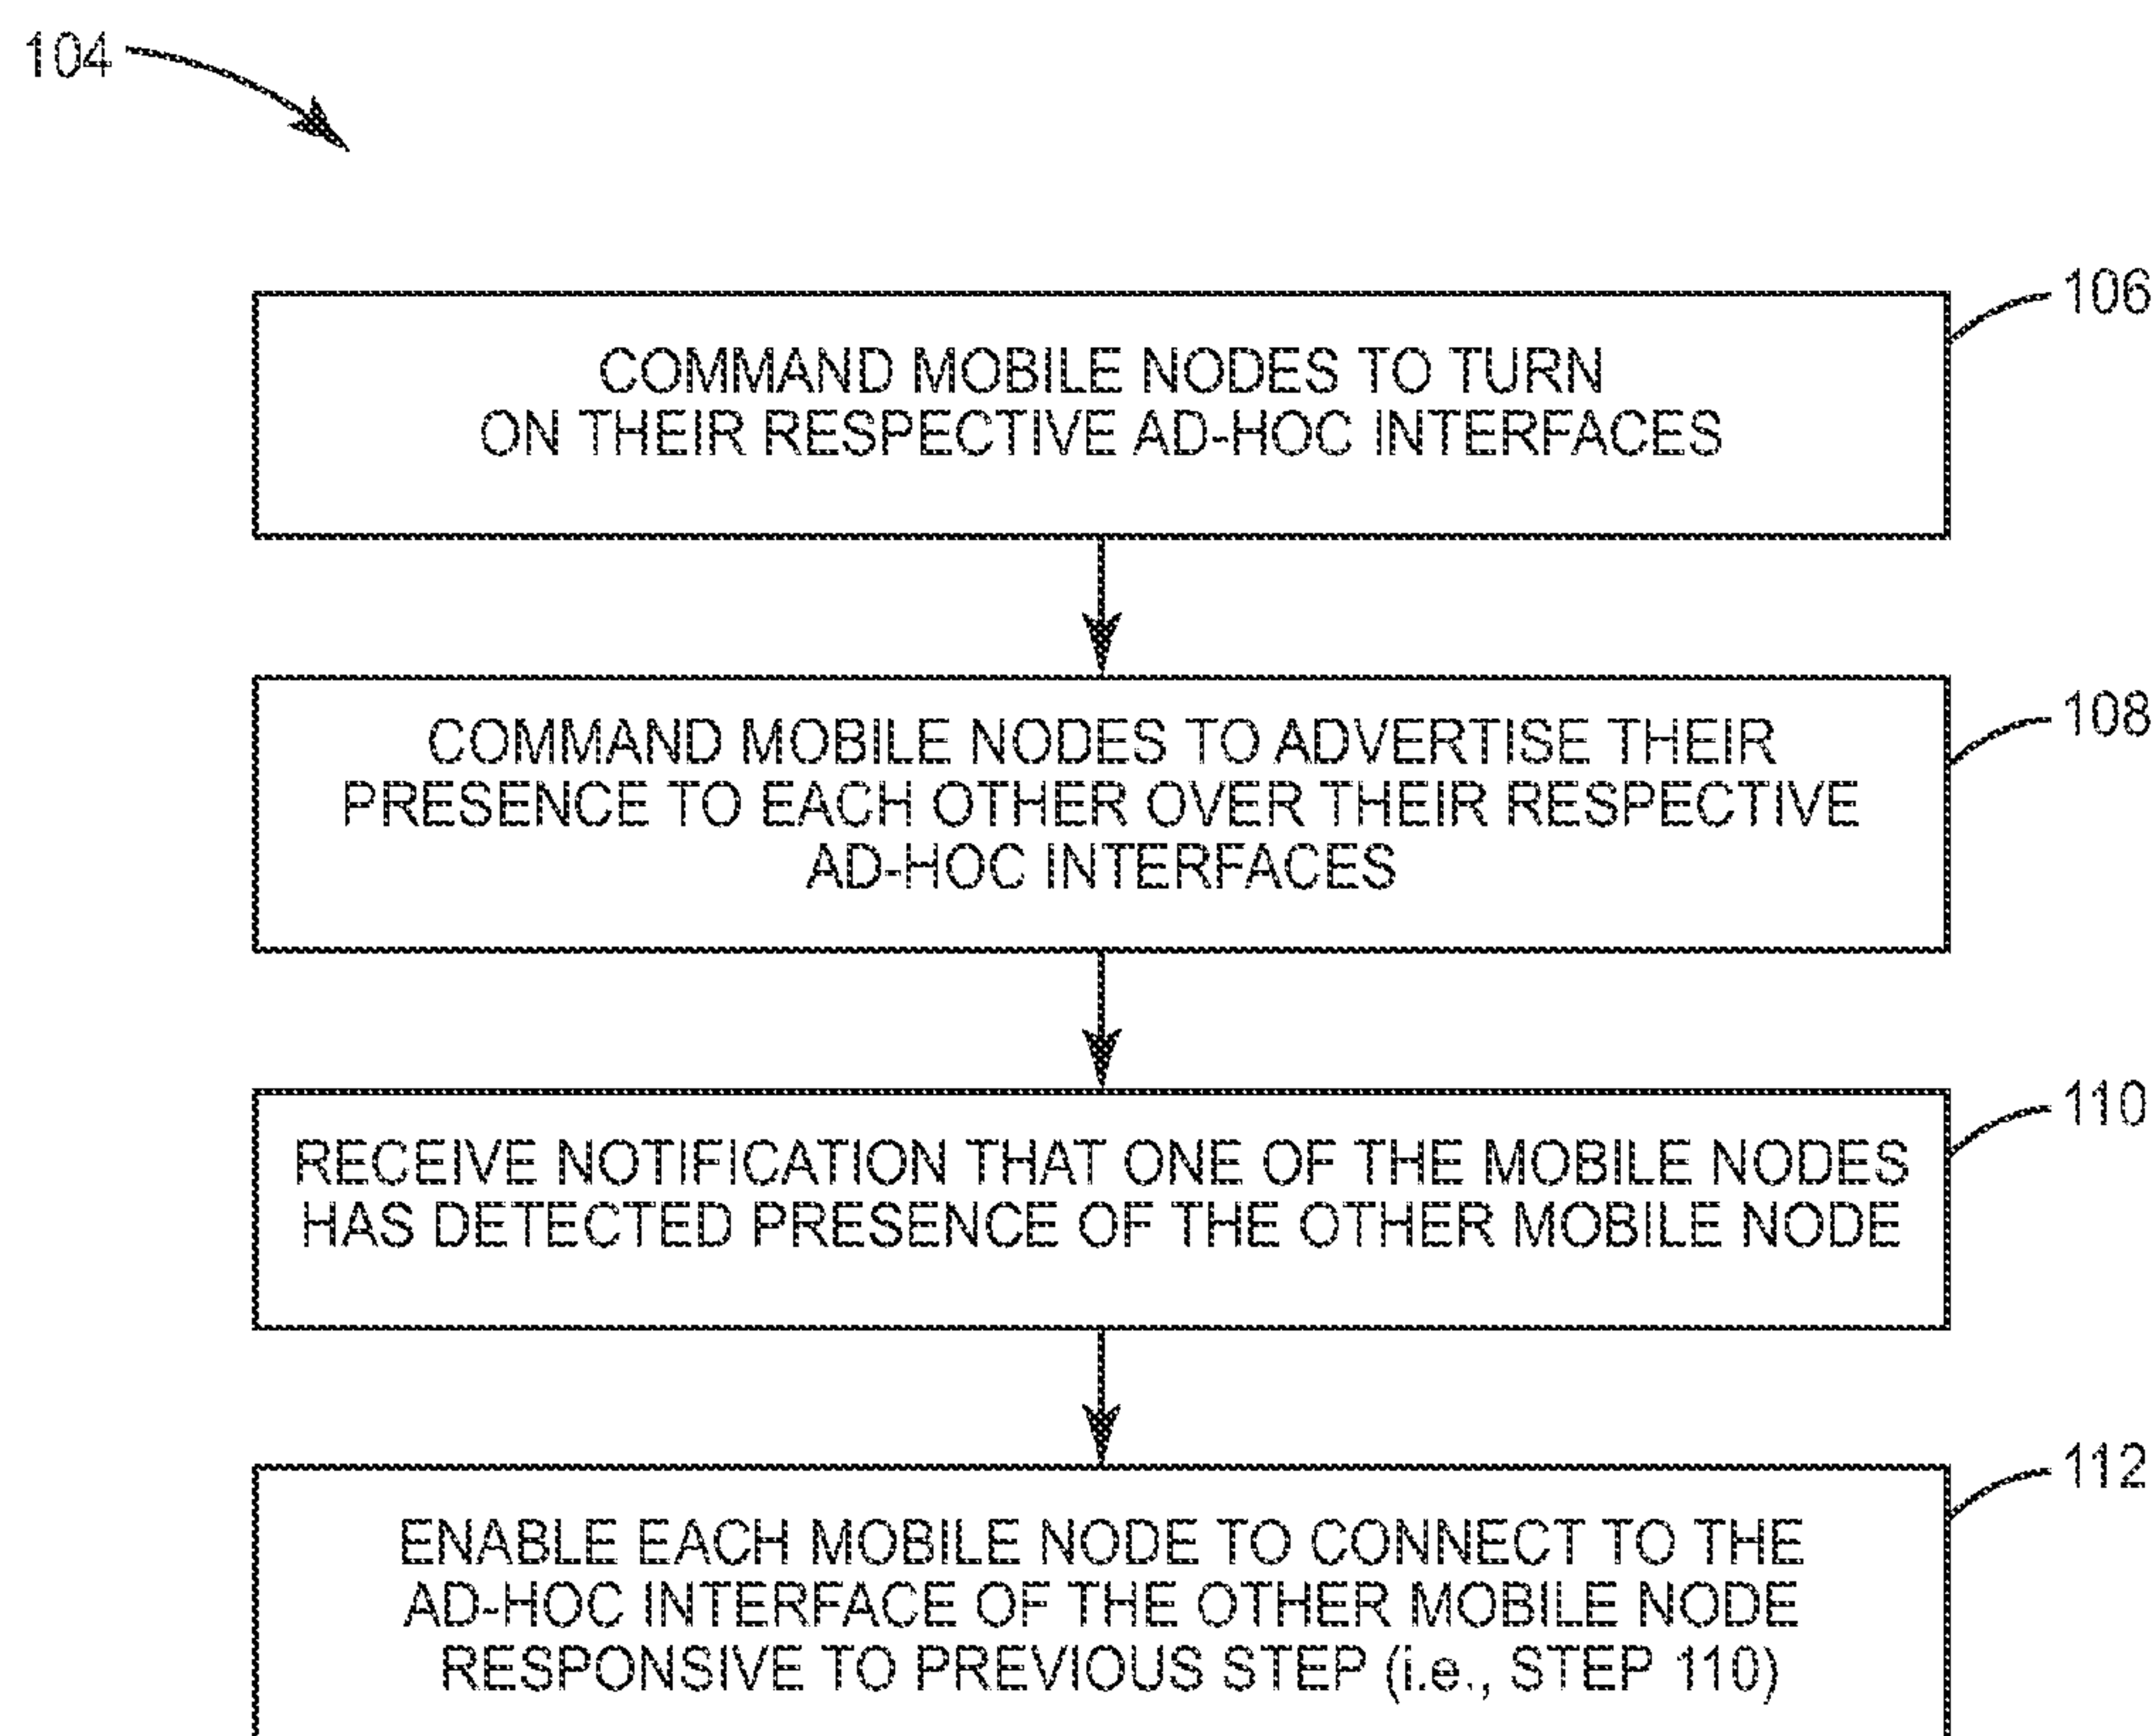 104
106
COMMAND MOBILE NODES TO TURN
ON THEIR RESPECTIVE AD-HOC INTERFACES
108
COMMAND MOBILE NODES TO ADVERTISE THEIR
PRESENCE TO EACH OTHER OVER THEIR RESPECTIVE
AD-HOC INTERFACES
110
RECEIVE NOTIFICATION THAT ONE OF THE MOBILE NODES
HAS DETECTED PRESENCE OF THE OTHER MOBILE NODE
112
ENABLE EACH MOBILE NODE TO CONNECT TO THE
AD-HOC INTERFACE OF THE OTHER MOBILE NODE
RESPONSIVE TO PREVIOUS STEP (i.e., STEP 110)